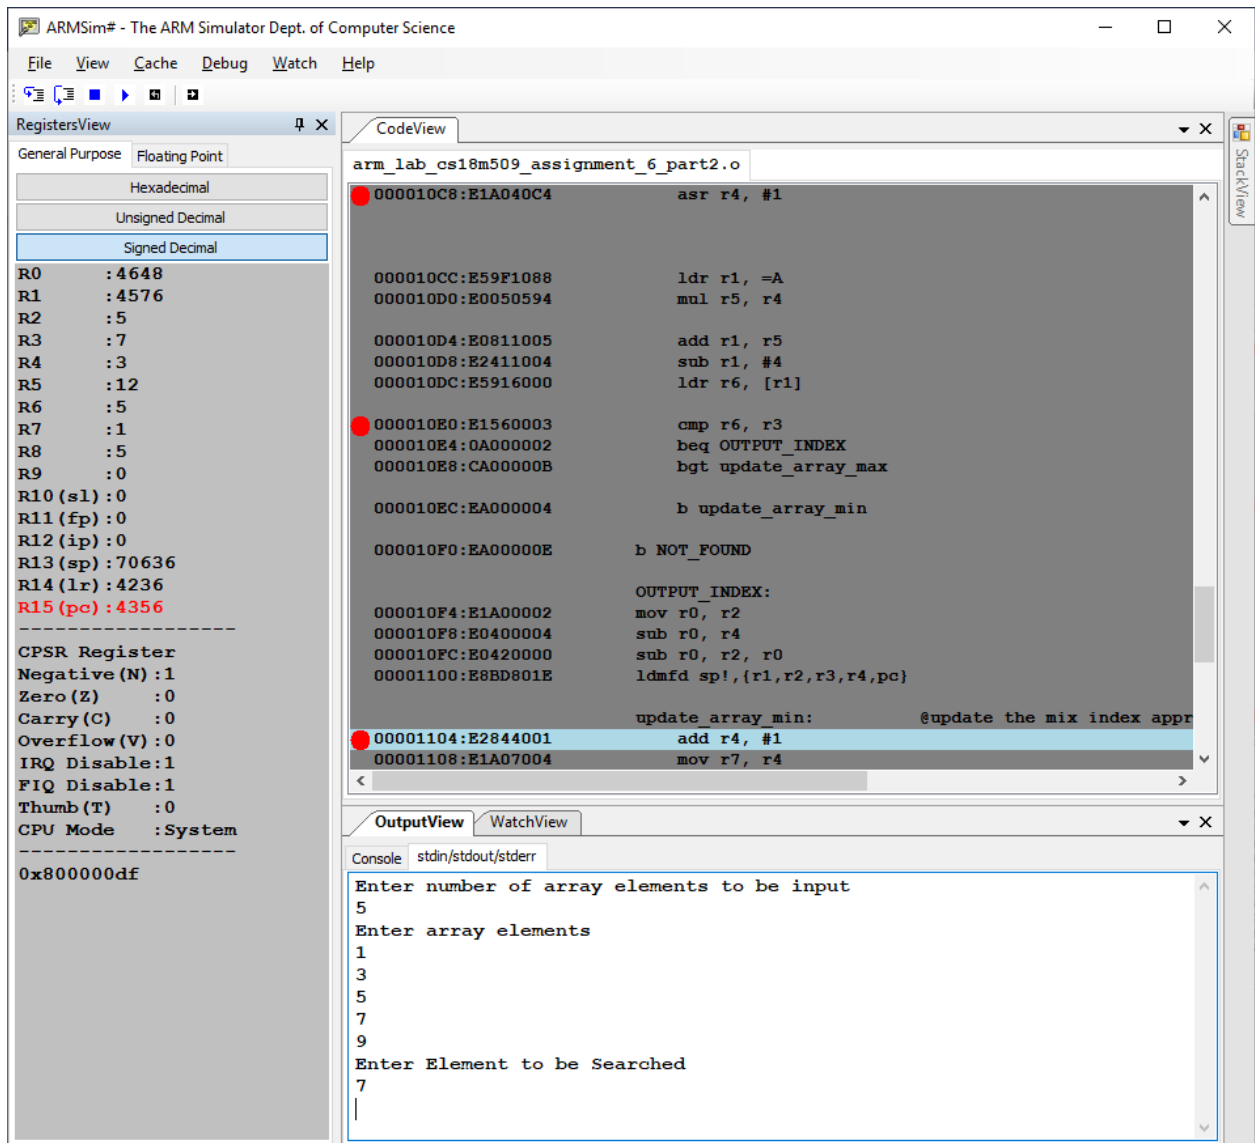 ARMSim# - The ARM Simulator Dept. of Computer Science
File View Cache Debug Watch Help
RegistersView
General Purpose Floating Point
Hexadecimal
Unsigned Decimal
Signed Decimal
R0 :4648
R1 :4576
R2 :5
R3 :7
R4 :3
R5 :12
R6 :5
R7 :1
R8 :5
R9 :0
R10(sl):0
R11(fp):0
R12(ip):0
R13(sp):70636
R14(lr):4236
R15(pc):4356
------------------
CPSR Register
Negative(N):1
Zero(Z) :0
Carry(C) :0
Overflow(V):0
IRQ Disable:1
FIQ Disable:1
Thumb(T) :0
CPU Mode :System
------------------
0x800000df
CodeView
arm_lab_cs18m509_assignment_6_part2.o
000010C8:E1A040C4 asr r4, #1
000010CC:E59F1088 ldr r1, =A
000010D0:E0050594 mul r5, r4
000010D4:E0811005 add r1, r5
000010D8:E2411004 sub r1, #4
000010DC:E5916000 ldr r6, [r1]
000010E0:E1560003 cmp r6, r3
000010E4:0A000002 beq OUTPUT_INDEX
000010E8:CA00000B bgt update_array_max
000010EC:EA000004 b update_array_min
000010F0:EA00000E b NOT_FOUND
OUTPUT_INDEX:
000010F4:E1A00002 mov r0, r2
000010F8:E0400004 sub r0, r4
000010FC:E0420000 sub r0, r2, r0
00001100:E8BD801E ldmfd sp!,{r1,r2,r3,r4,pc}
update_array_min: @update the mix index appr
00001104:E2844001 add r4, #1
00001108:E1A07004 mov r7, r4
StackView
OutputView WatchView
Console stdin/stdout/stderr
Enter number of array elements to be input
5
Enter array elements
1
3
5
7
9
Enter Element to be Searched
7